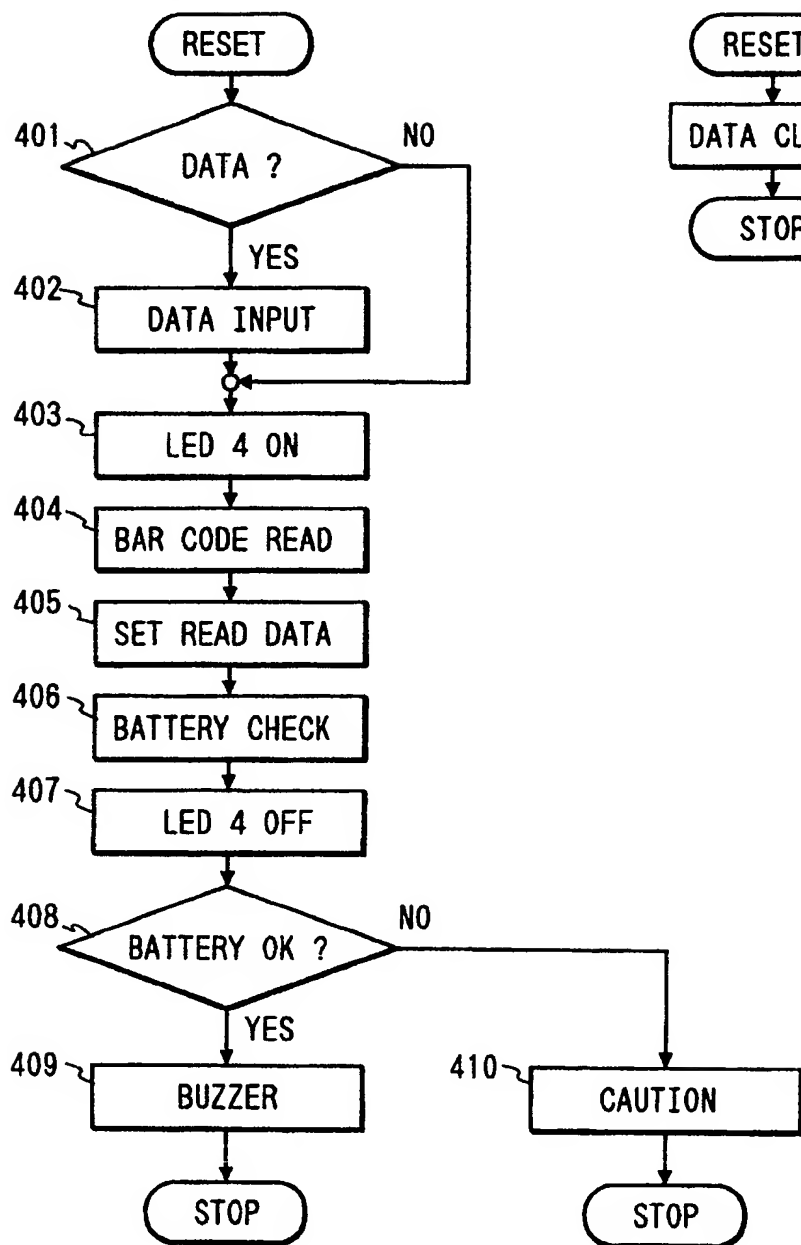 RESET
401
DATA ?
NO
YES
402
DATA INPUT
403
LED 4 ON
404
BAR CODE READ
405
SET READ DATA
406
BATTERY CHECK
407
LED 4 OFF
408
BATTERY OK ?
NO
YES
409
BUZZER
STOP
410
CAUTION
STOP
RESET
DATA CL
STOP